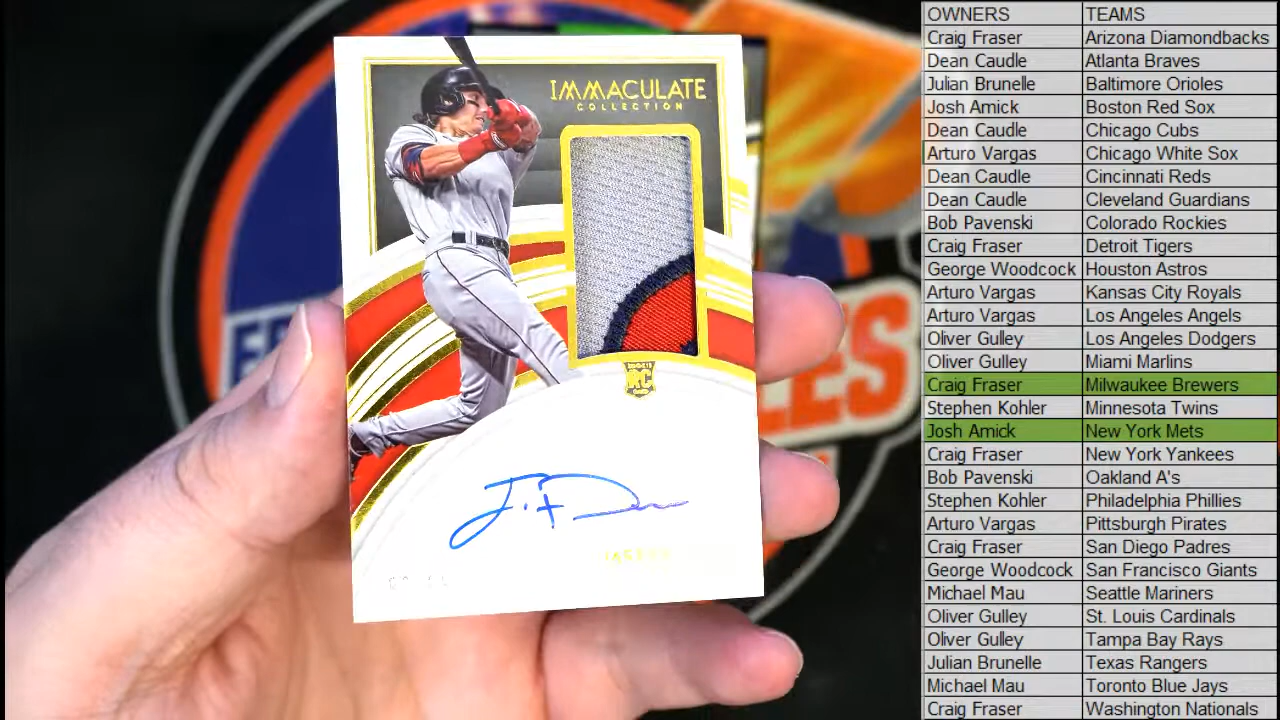 IMMACULATE
COLLECTION
RC
OWNERS TEAMS
Craig Fraser Arizona Diamondbacks
Dean Caudle Atlanta Braves
Julian Brunelle Baltimore Orioles
Josh Amick Boston Red Sox
Dean Caudle Chicago Cubs
Arturo Vargas Chicago White Sox
Dean Caudle Cincinnati Reds
Dean Caudle Cleveland Guardians
Bob Pavenski Colorado Rockies
Craig Fraser Detroit Tigers
George Woodcock Houston Astros
Arturo Vargas Kansas City Royals
Arturo Vargas Los Angeles Angels
Oliver Gulley Los Angeles Dodgers
Oliver Gulley Miami Marlins
Craig Fraser Milwaukee Brewers
Stephen Kohler Minnesota Twins
Josh Amick New York Mets
Craig Fraser New York Yankees
Bob Pavenski Oakland A's
Stephen Kohler Philadelphia Phillies
Arturo Vargas Pittsburgh Pirates
Craig Fraser San Diego Padres
George Woodcock San Francisco Giants
Michael Mau Seattle Mariners
Oliver Gulley St. Louis Cardinals
Oliver Gulley Tampa Bay Rays
Julian Brunelle Texas Rangers
Michael Mau Toronto Blue Jays
Craig Fraser Washington Nationals